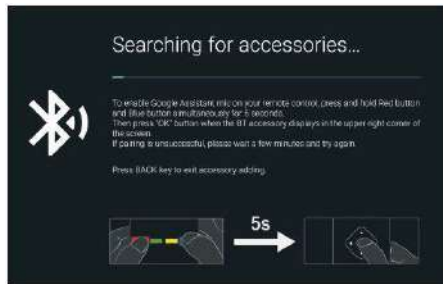 Searching for accessories...
To enable Google Assistant mic on your remote control, press and hold Red button
and Blue button simultaneously for 5 seconds.
Then press "OK" button when the BT accessory displays in the upper right corner of
the screen.
If pairing is unsuccessful, please wait a few minutes and try again.
Press BACK key to exit accessory adding.
5s